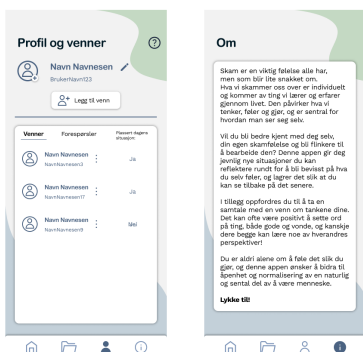 Profil og venner
Navn Navnesen
BrukerNavn123
Legg til venn
Venner
Forespørsler
Plassert dagens
situasjon:
Navn Navnesen
NavnNavnesen3
Ja
Navn Navnesen
NavnNavnesen17
Ja
Navn Navnesen
NavnNavnesen9
Nei
Om
Skam er en viktig følelse alle har,
men som blir lite snakket om.
Hva vi skammer oss over er individuelt
og kommer av ting vi lærer og erfarer
gjennom livet. Den påvirker hva vi
tenker, føler og gjør, og er sentral for
hvordan man ser seg selv.
Vil du bli bedre kjent med deg selv,
din egen skamfølelse og bli flinkere til
å bearbeide den? Denne appen gir deg
jevnlig nye situasjoner du kan
reflektere rundt for å bli bevisst på hva
du selv føler, og lagrer det slik at du
kan se tilbake på det senere.
I tillegg oppfordres du til å ta en
samtale med en venn om tankene dine.
Det kan ofte være positivt å sette ord
på ting, både gode og vonde, og kanskje
dere begge kan lære noe av hverandres
perspektiver!
Du er aldri alene om å føle det slik du
gjør, og denne appen ønsker å bidra til
åpenhet og normalisering av en naturlig
og sental del av å være menneske.
Lykke til!